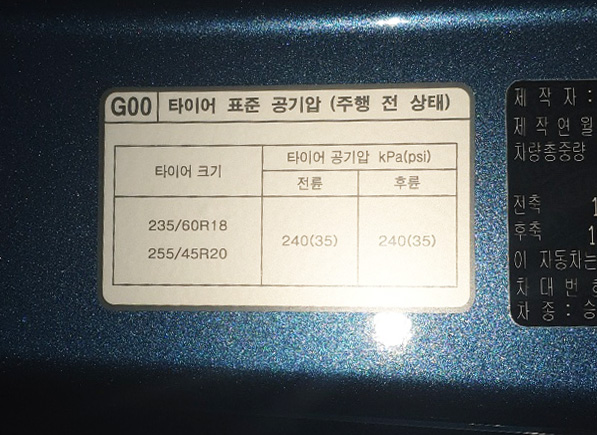 G00 타이어 표준 공기압 (주행 전 상태)
타이어 크기 타이어 공기압 kPa(psi)
전륜 후륜
235/60R18
255/45R20
240(35) 240(35)
제 작 자 :
제 작 연 월
차량총중량
전축 1
후축 1
이 자동차는
차 대 번
차 종 : 승